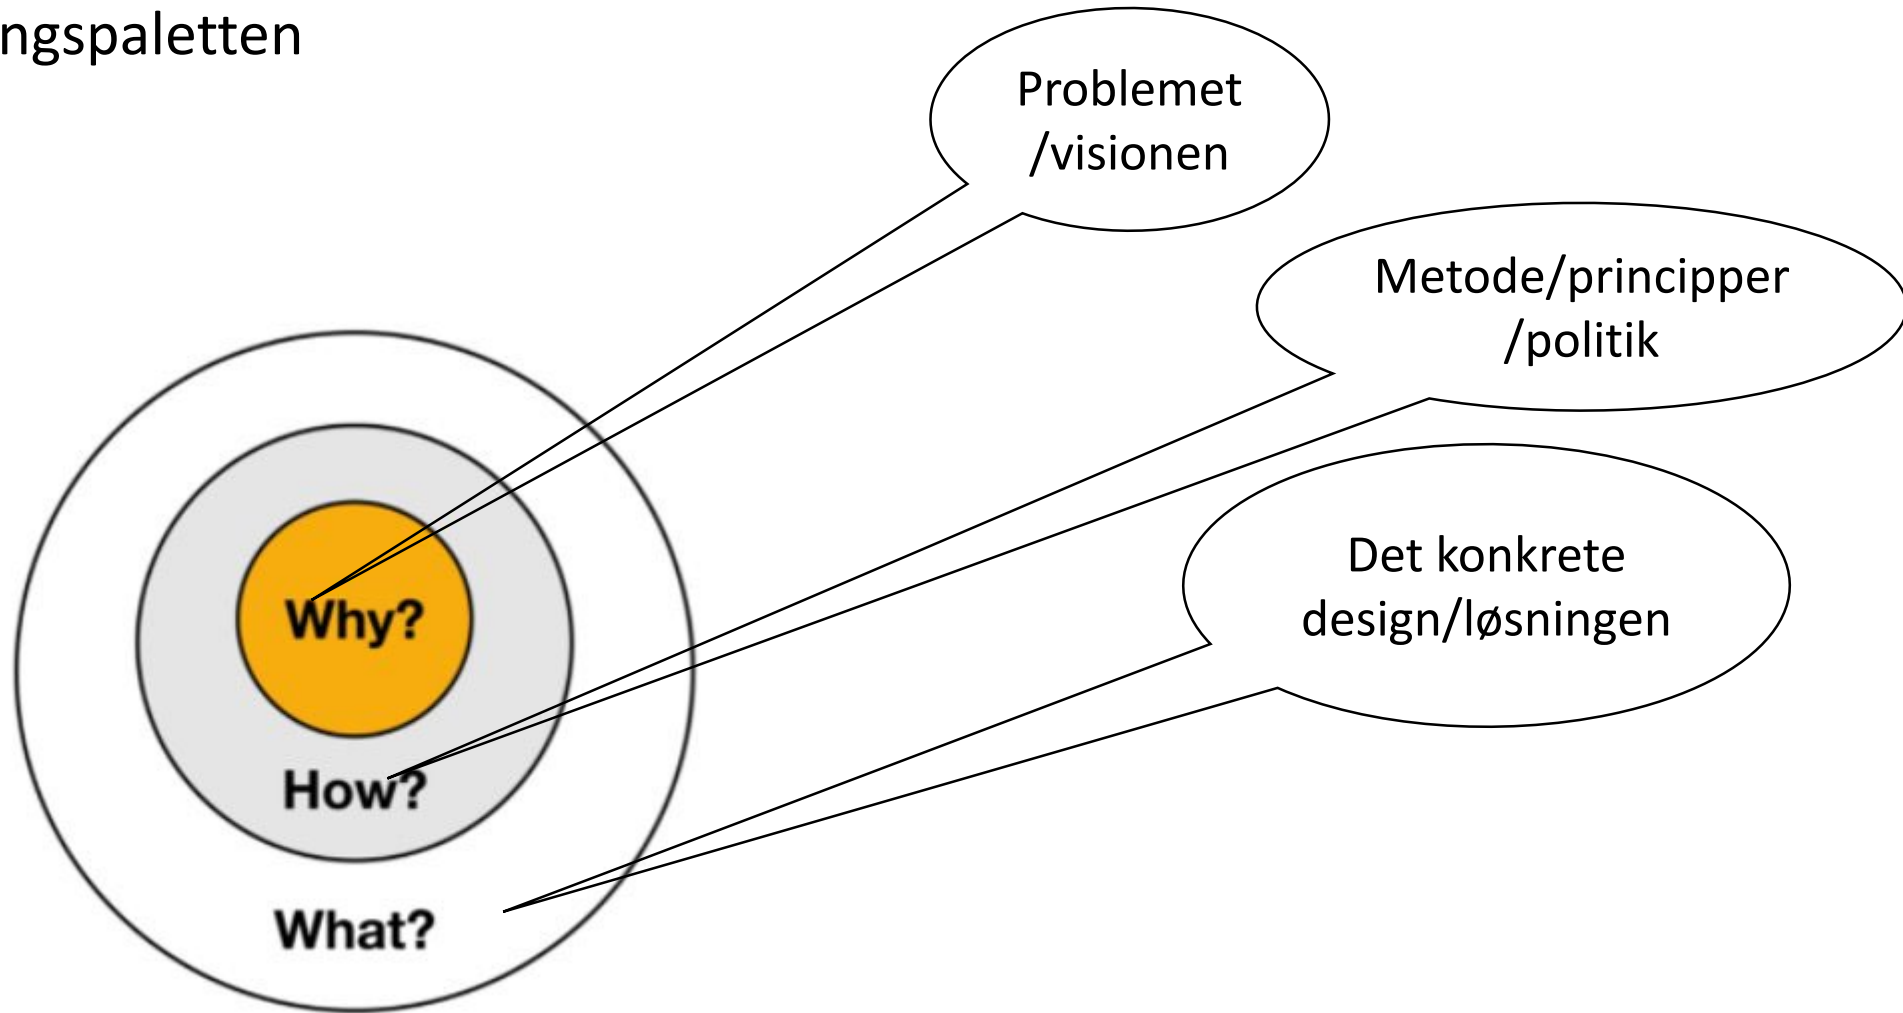 ngspaletten
Problemet
/visionen
Metode/principper
/politik
Det konkrete
design/løsningen
Why?
How?
What?